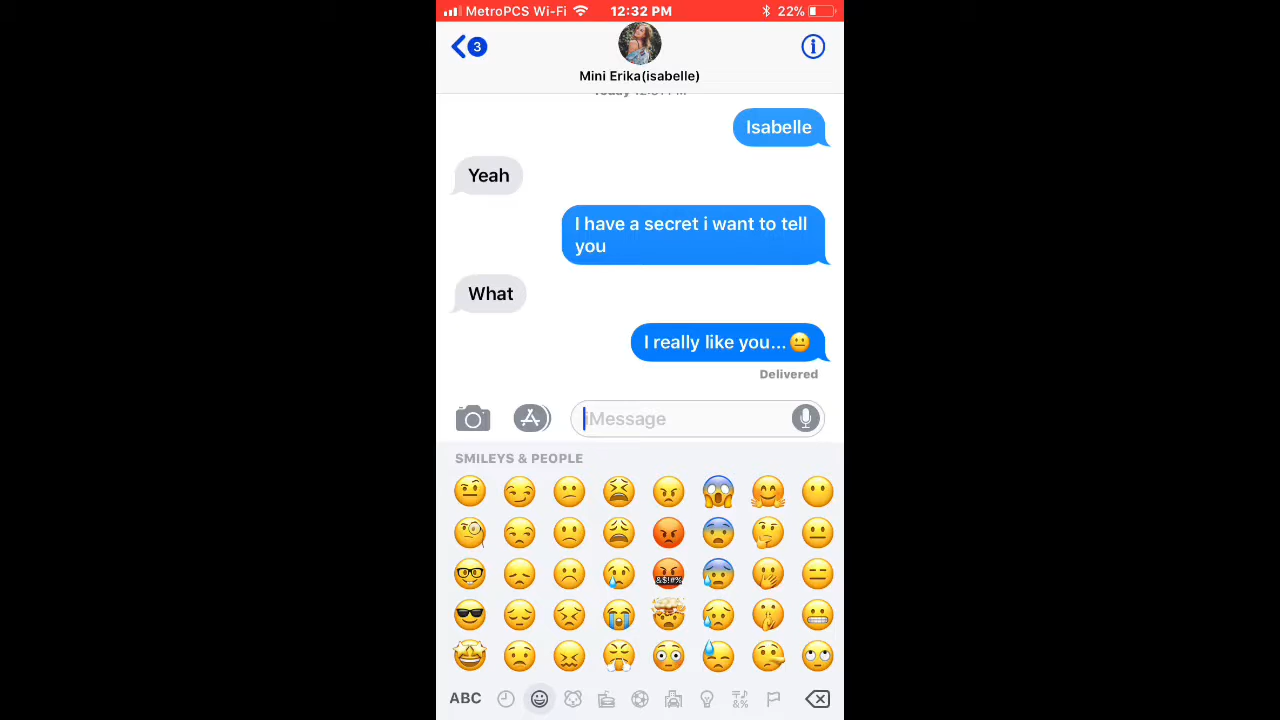 MetroPCS Wi-Fi 12:32 PM 22%
3
Mini Erika(isabelle)
Isabelle
Yeah
I have a secret i want to tell
you
What
I really like you...😐
Delivered
iMessage
SMILEYS & PEOPLE
&$!#%
ABC